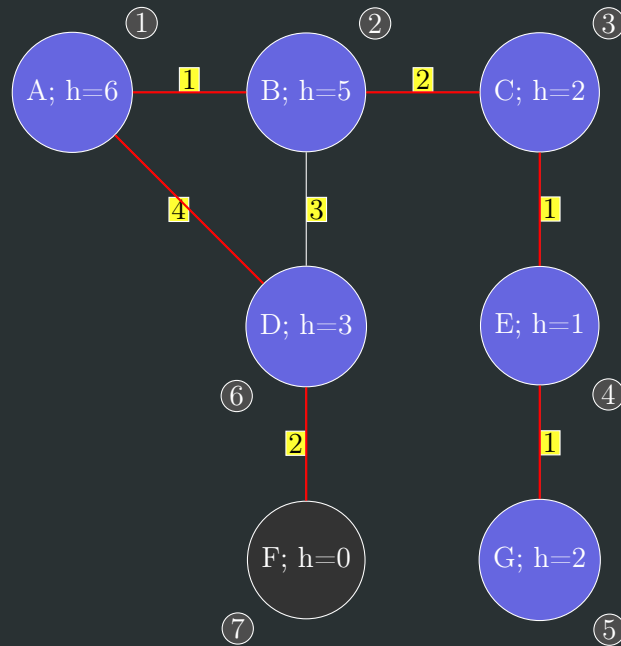 ① ② ③
A; h=6 1 B; h=5 2 C; h=2
4 3 1
D; h=3 E; h=1
⑥ ④
2 1
F; h=0 G; h=2
⑦ ⑤